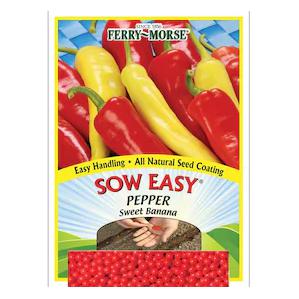 SINCE 1856
FERRY-MORSE®
Easy Handling • All Natural Seed Coating
SOW EASY®
PEPPER
Sweet Banana